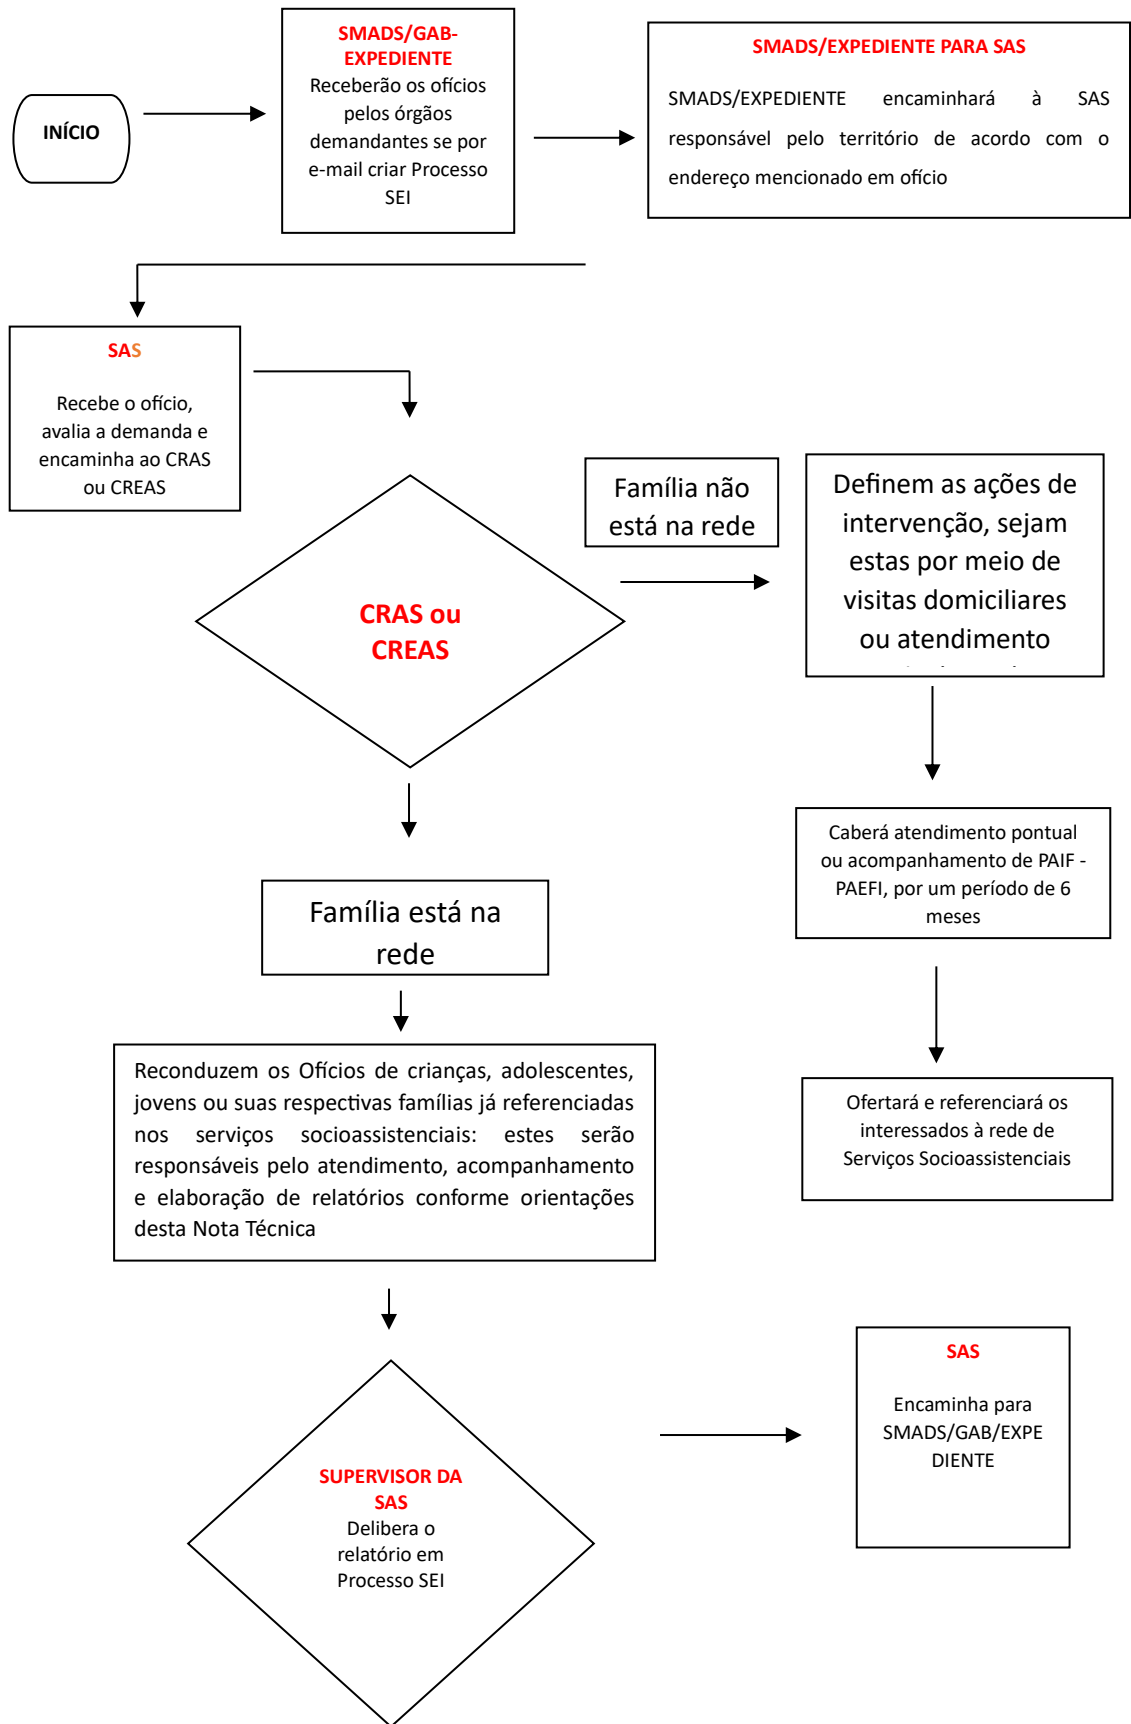 INÍCIO
SMADS/GAB-
EXPEDIENTE
Receberão os ofícios
pelos órgãos
demandantes se por
e-mail criar Processo
SEI
SMADS/EXPEDIENTE PARA SAS
SMADS/EXPEDIENTE encaminhará à SAS
responsável pelo território de acordo com o
endereço mencionado em ofício
SAS
Recebe o ofício,
avalia a demanda e
encaminha ao CRAS
ou CREAS
CRAS ou
CREAS
Família não
está na rede
Definem as ações de
intervenção, sejam
estas por meio de
visitas domiciliares
ou atendimento
Caberá atendimento pontual
ou acompanhamento de PAIF -
PAEFI, por um período de 6
meses
Ofertará e referenciará os
interessados à rede de
Serviços Socioassistenciais
Família está na
rede
Reconduzem os Ofícios de crianças, adolescentes,
jovens ou suas respectivas famílias já referenciadas
nos serviços socioassistenciais: estes serão
responsáveis pelo atendimento, acompanhamento
e elaboração de relatórios conforme orientações
desta Nota Técnica
SUPERVISOR DA
SAS
Delibera o
relatório em
Processo SEI
SAS
Encaminha para
SMADS/GAB/EXPE
DIENTE